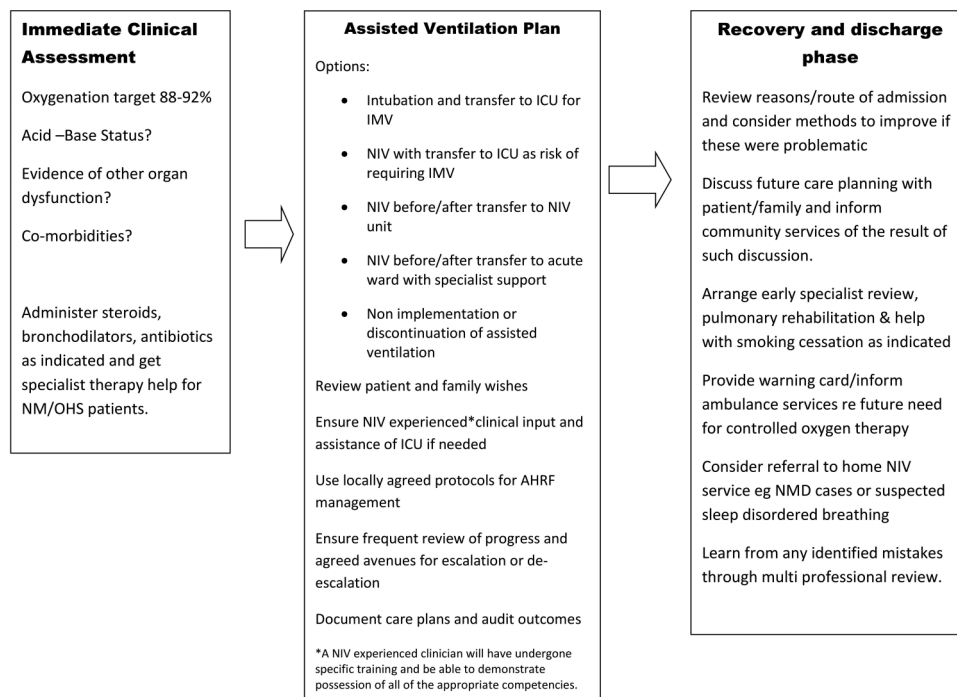 Immediate Clinical
Assessment
Oxygenation target 88-92%
Acid –Base Status?
Evidence of other organ
dysfunction?
Co-morbidities?
Administer steroids,
bronchodilators, antibiotics
as indicated and get
specialist therapy help for
NM/OHS patients.
Assisted Ventilation Plan
Options:
• Intubation and transfer to ICU for
IMV
• NIV with transfer to ICU as risk of
requiring IMV
• NIV before/after transfer to NIV
unit
• NIV before/after transfer to acute
ward with specialist support
• Non implementation or
discontinuation of assisted
ventilation
Review patient and family wishes
Ensure NIV experienced*clinical input and
assistance of ICU if needed
Use locally agreed protocols for AHRF
management
Ensure frequent review of progress and
agreed avenues for escalation or de-
escalation
Document care plans and audit outcomes
*A NIV experienced clinician will have undergone
specific training and be able to demonstrate
possession of all of the appropriate competencies.
Recovery and discharge
phase
Review reasons/route of admission
and consider methods to improve if
these were problematic
Discuss future care planning with
patient/family and inform
community services of the result of
such discussion.
Arrange early specialist review,
pulmonary rehabilitation & help
with smoking cessation as indicated
Provide warning card/inform
ambulance services re future need
for controlled oxygen therapy
Consider referral to home NIV
service eg NMD cases or suspected
sleep disordered breathing
Learn from any identified mistakes
through multi professional review.